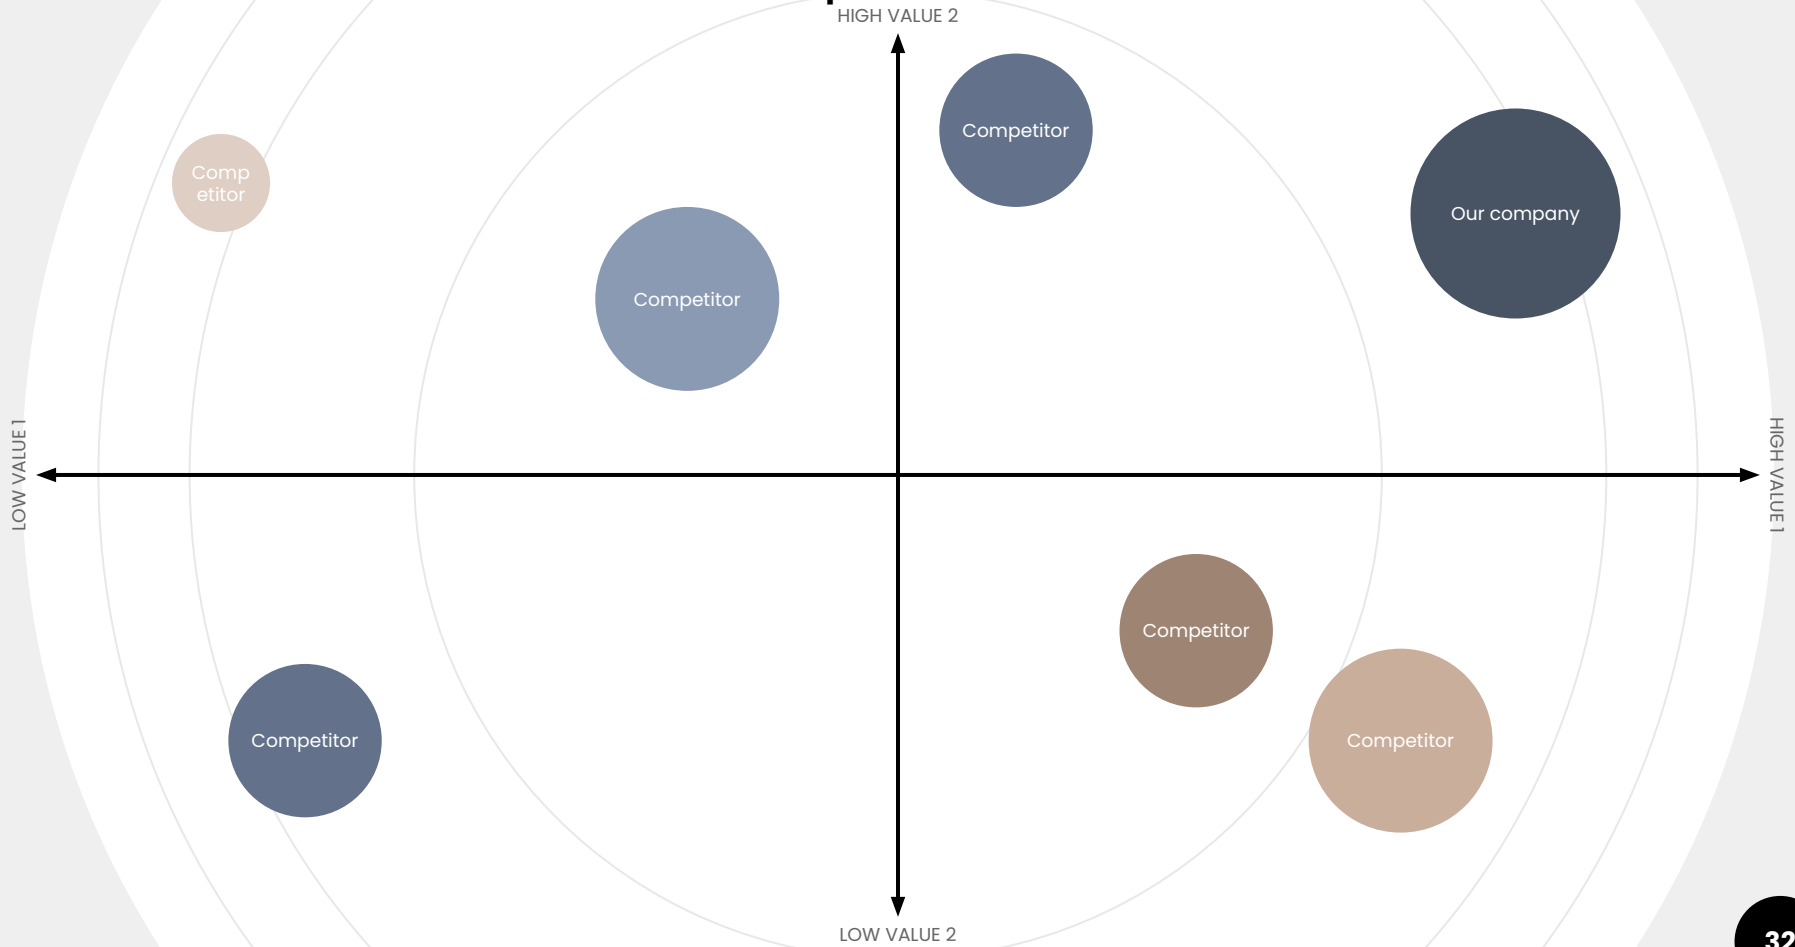 HIGH VALUE 2
Competitor
Comp
etitor
Our company
Competitor
LOW VALUE 1
HIGH VALUE 1
Competitor
Competitor
Competitor
LOW VALUE 2
32